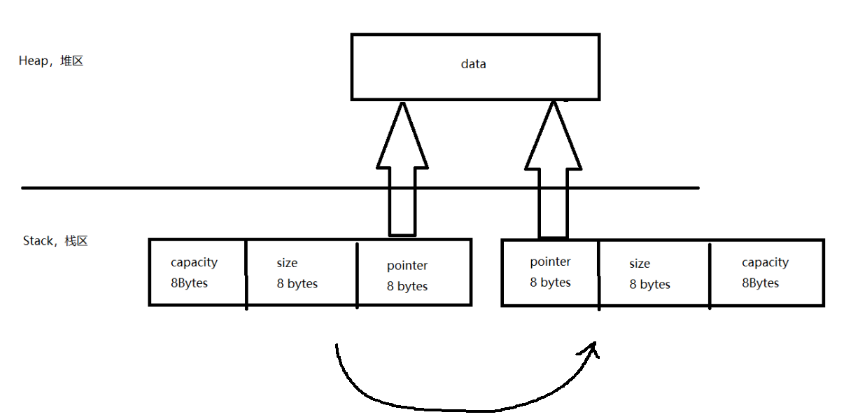 Heap，堆区
data
Stack，栈区
capacity
8Bytes
size
8 bytes
pointer
8 bytes
pointer
8 bytes
size
8 bytes
capacity
8Bytes